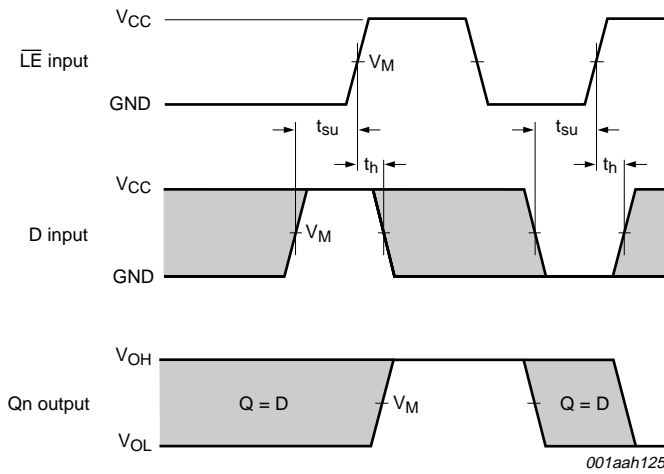 VCC
LE input
VM
GND
tsu
tsu
th
th
VCC
D input
VM
GND
VOH
Qn output
Q = D
VM
Q = D
VOL
001aah125